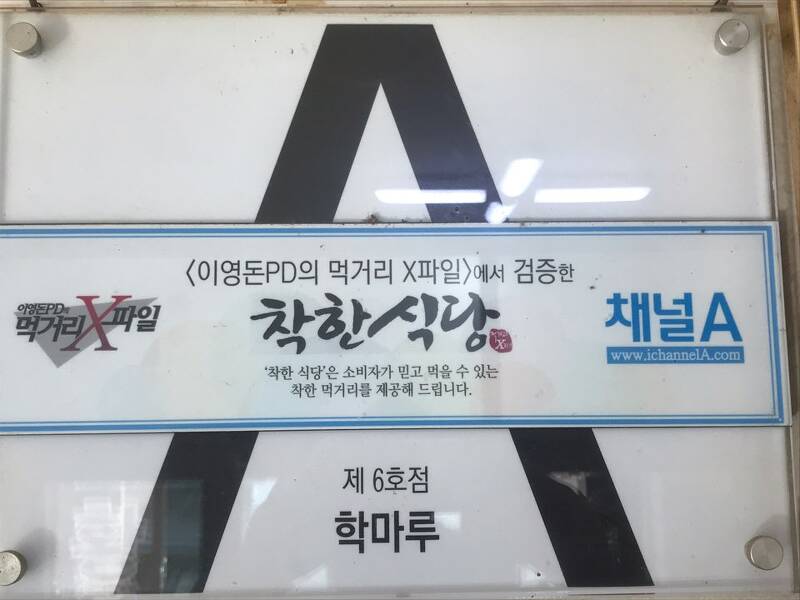 <이영돈PD의 먹거리 X파일>에서 검증한
이영돈PD의
먹거리X파일
착한식당
채널A
www.ichannelA.com
'착한 식당'은 소비자가 믿고 먹을 수 있는
착한 먹거리를 제공해 드립니다.
제 6호점
학마루